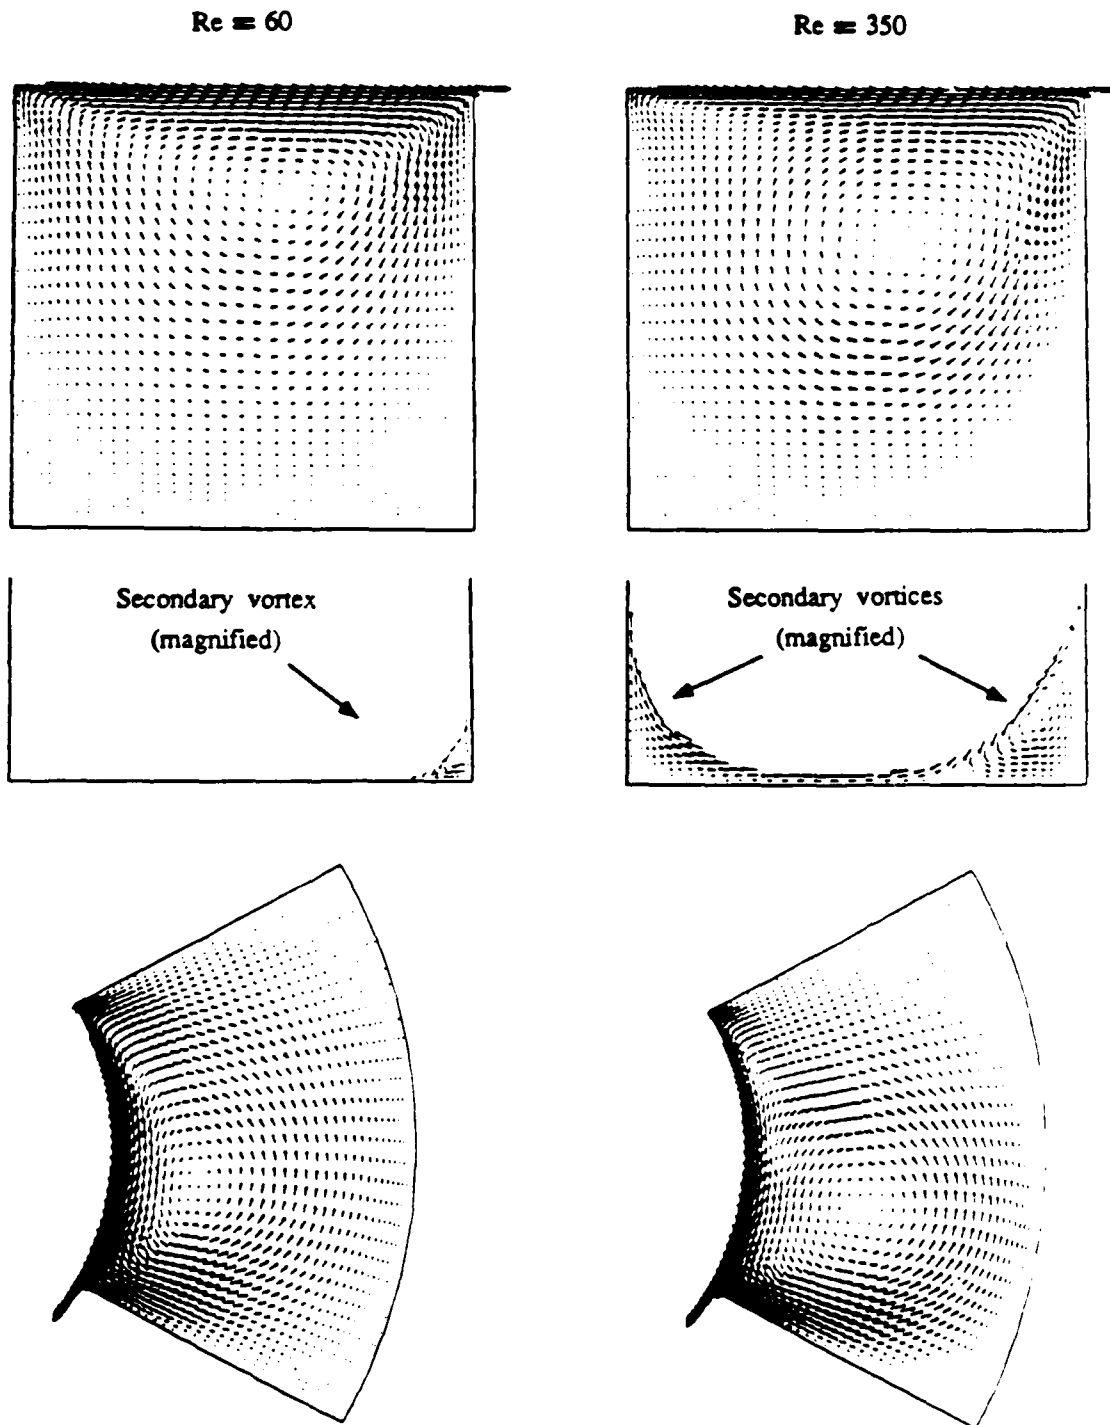 Re = 60
Re = 350
Secondary vortex
(magnified)
Secondary vortices
(magnified)